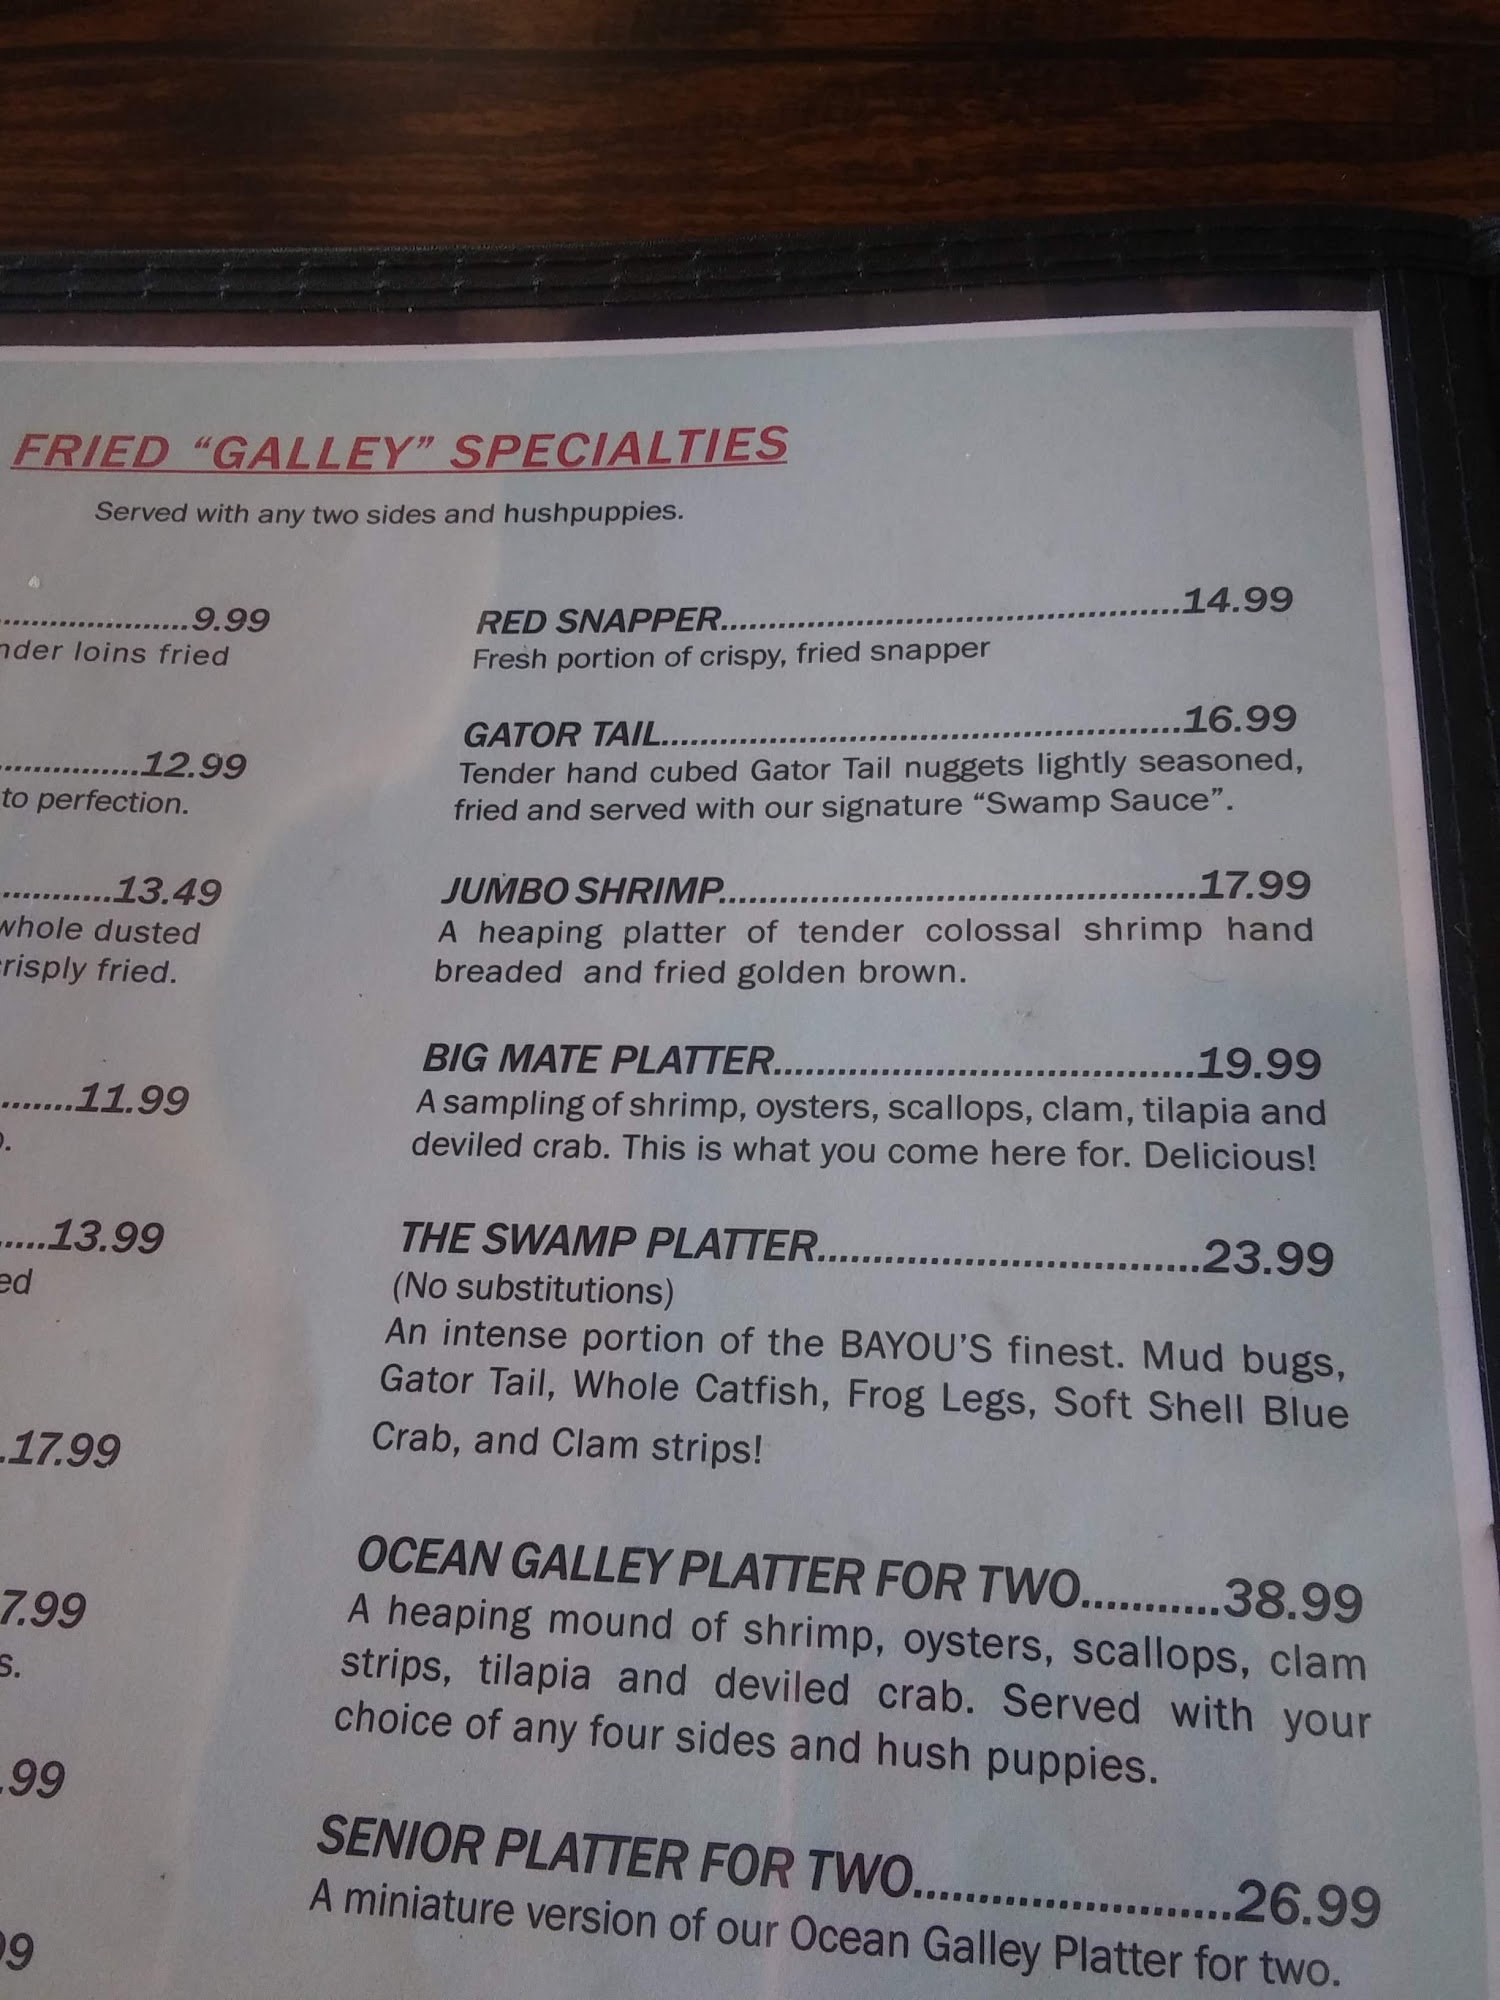 FRIED “GALLEY” SPECIALTIES
Served with any two sides and hushpuppies.
.....................9.99
loins fried
...............12.99
to perfection.
............13.49
whole dusted
crisply fried.
........11.99
.....13.99
.17.99
7.99
s.
.99
RED SNAPPER..............................................14.99
Fresh portion of crispy, fried snapper
GATOR TAIL....................................................16.99
Tender hand cubed Gator Tail nuggets lightly seasoned,
fried and served with our signature “Swamp Sauce”.
JUMBO SHRIMP...............................................17.99
A heaping platter of tender colossal shrimp hand
breaded and fried golden brown.
BIG MATE PLATTER.........................................19.99
A sampling of shrimp, oysters, scallops, clam, tilapia and
deviled crab. This is what you come here for. Delicious!
THE SWAMP PLATTER..................................23.99
(No substitutions)
An intense portion of the BAYOU’S finest. Mud bugs,
Gator Tail, Whole Catfish, Frog Legs, Soft Shell Blue
Crab, and Clam strips!
OCEAN GALLEY PLATTER FOR TWO...........38.99
A heaping mound of shrimp, oysters, scallops, clam
strips, tilapia and deviled crab. Served with your
choice of any four sides and hush puppies.
SENIOR PLATTER FOR TWO.........................26.99
A miniature version of our Ocean Galley Platter for two.